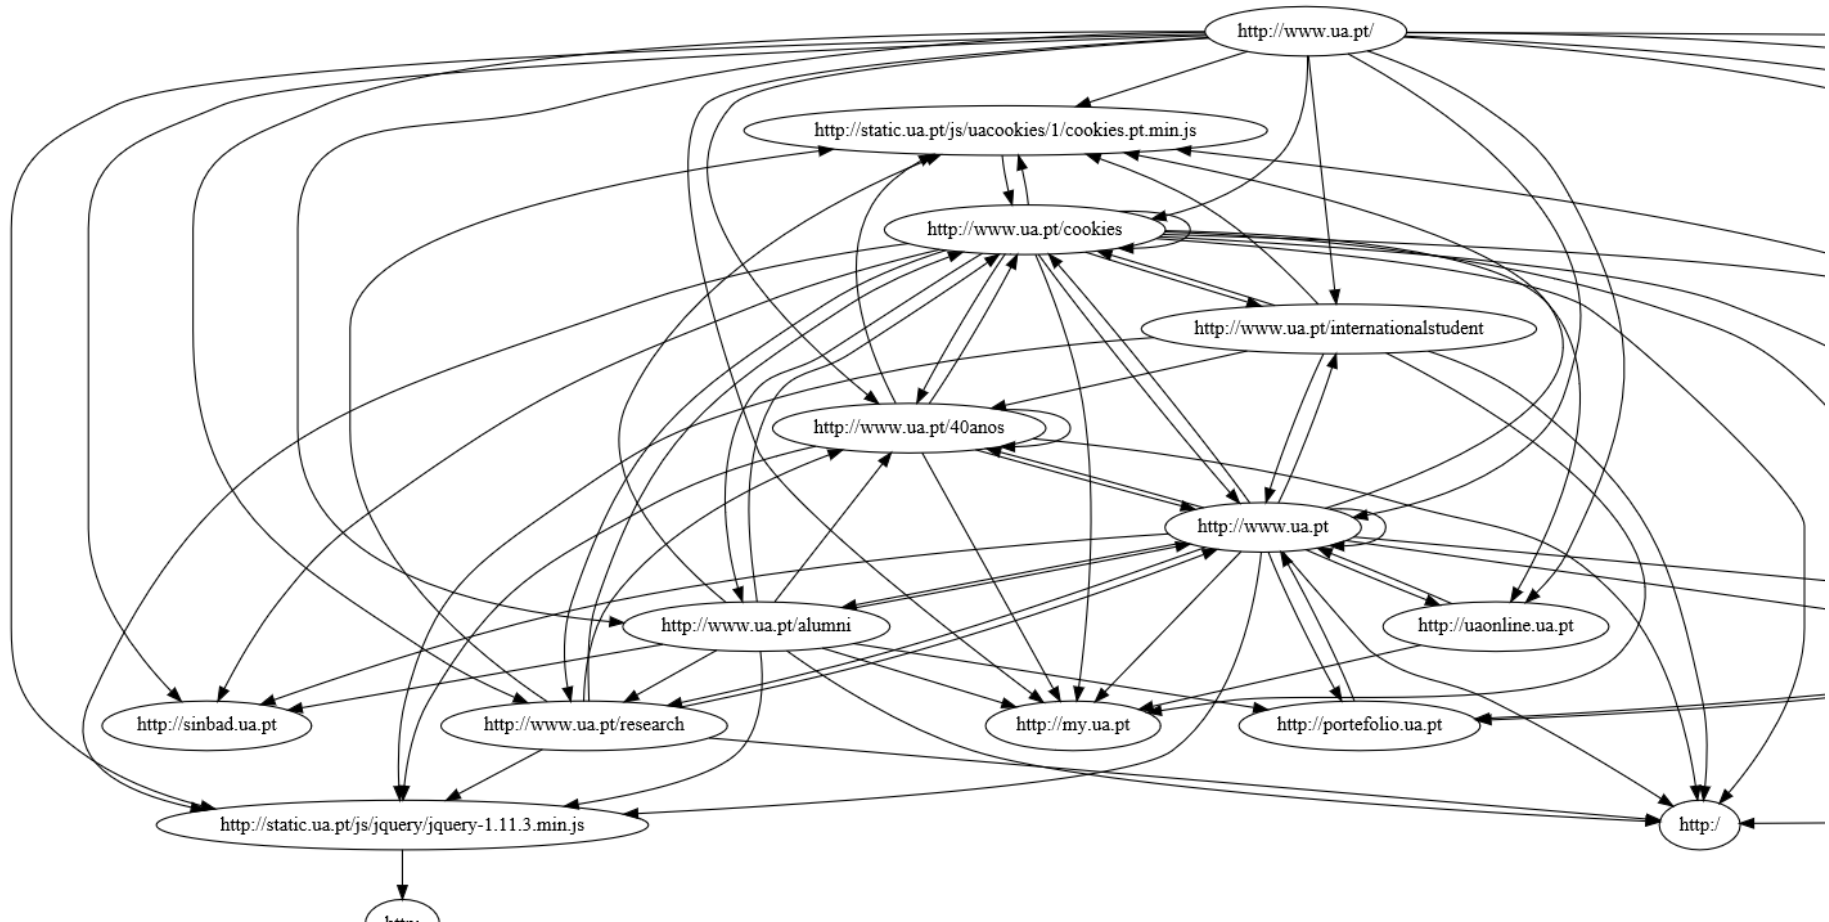 http://www.ua.pt/
http://static.ua.pt/js/uacookies/1/cookies.pt.min.js
http://www.ua.pt/cookies
http://www.ua.pt/internationalstudent
http://www.ua.pt/40anos
http://www.ua.pt
http://www.ua.pt/alumni
http://uaonline.ua.pt
http://sinbad.ua.pt
http://www.ua.pt/research
http://my.ua.pt
http://portefolio.ua.pt
http://static.ua.pt/js/jquery/jquery-1.11.3.min.js
http:/